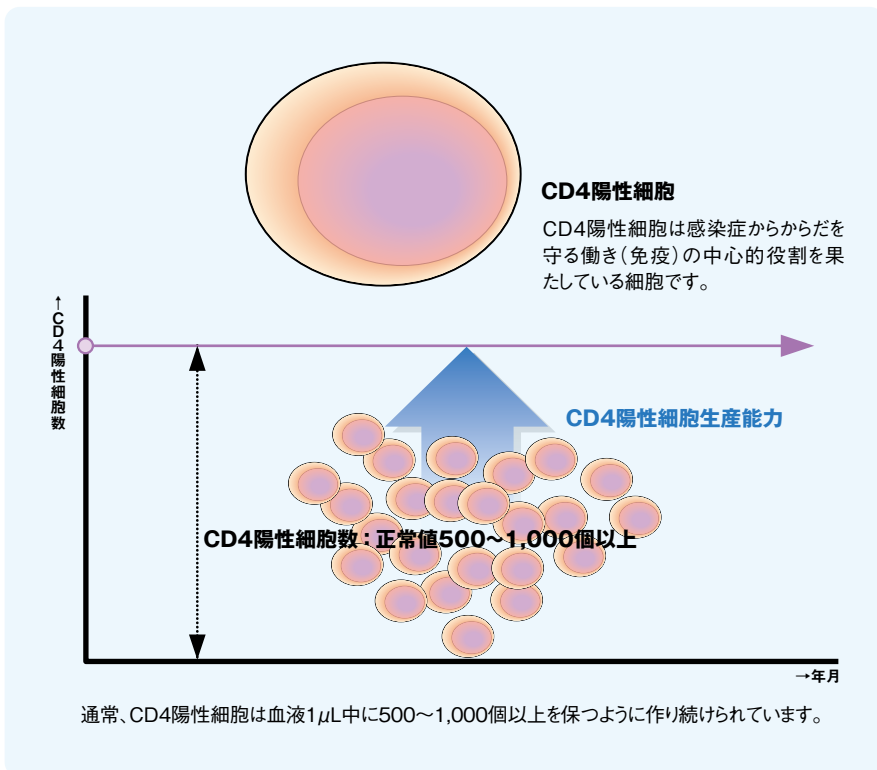 CD4陽性細胞
CD4陽性細胞は感染症からからだを
守る働き（免疫）の中心的役割を果
たしている細胞です。
↑CD4陽性細胞数
CD4陽性細胞生産能力
CD4陽性細胞数：正常値500～1,000個以上
→年月
通常、CD4陽性細胞は血液1μL中に500～1,000個以上を保つように作り続けられています。